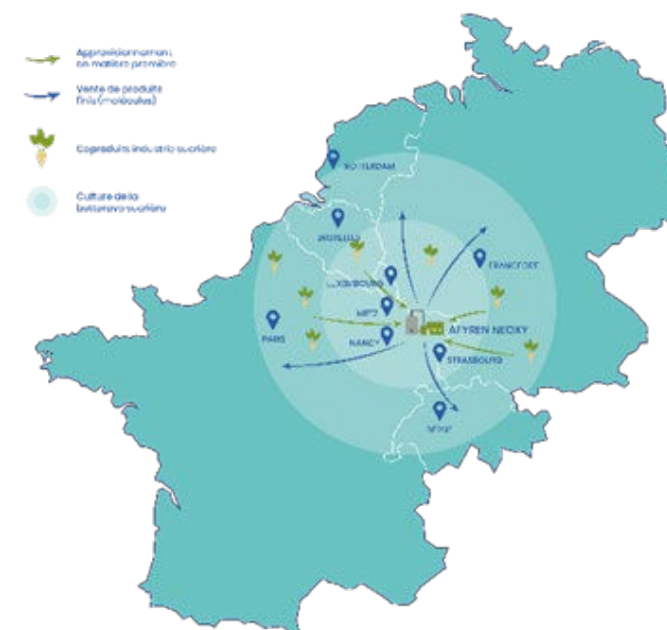 Approvisionnement
en matière première
Vente de produits
finis (molécules)
Coproduits industrie sucrière
Culture de la
betterave sucrière
ROTTERDAM
BRUXELLES
FRANCFORT
LUXEMBOURG
METZ
AFYREN NEOXY
PARIS
NANCY
STRASBOURG